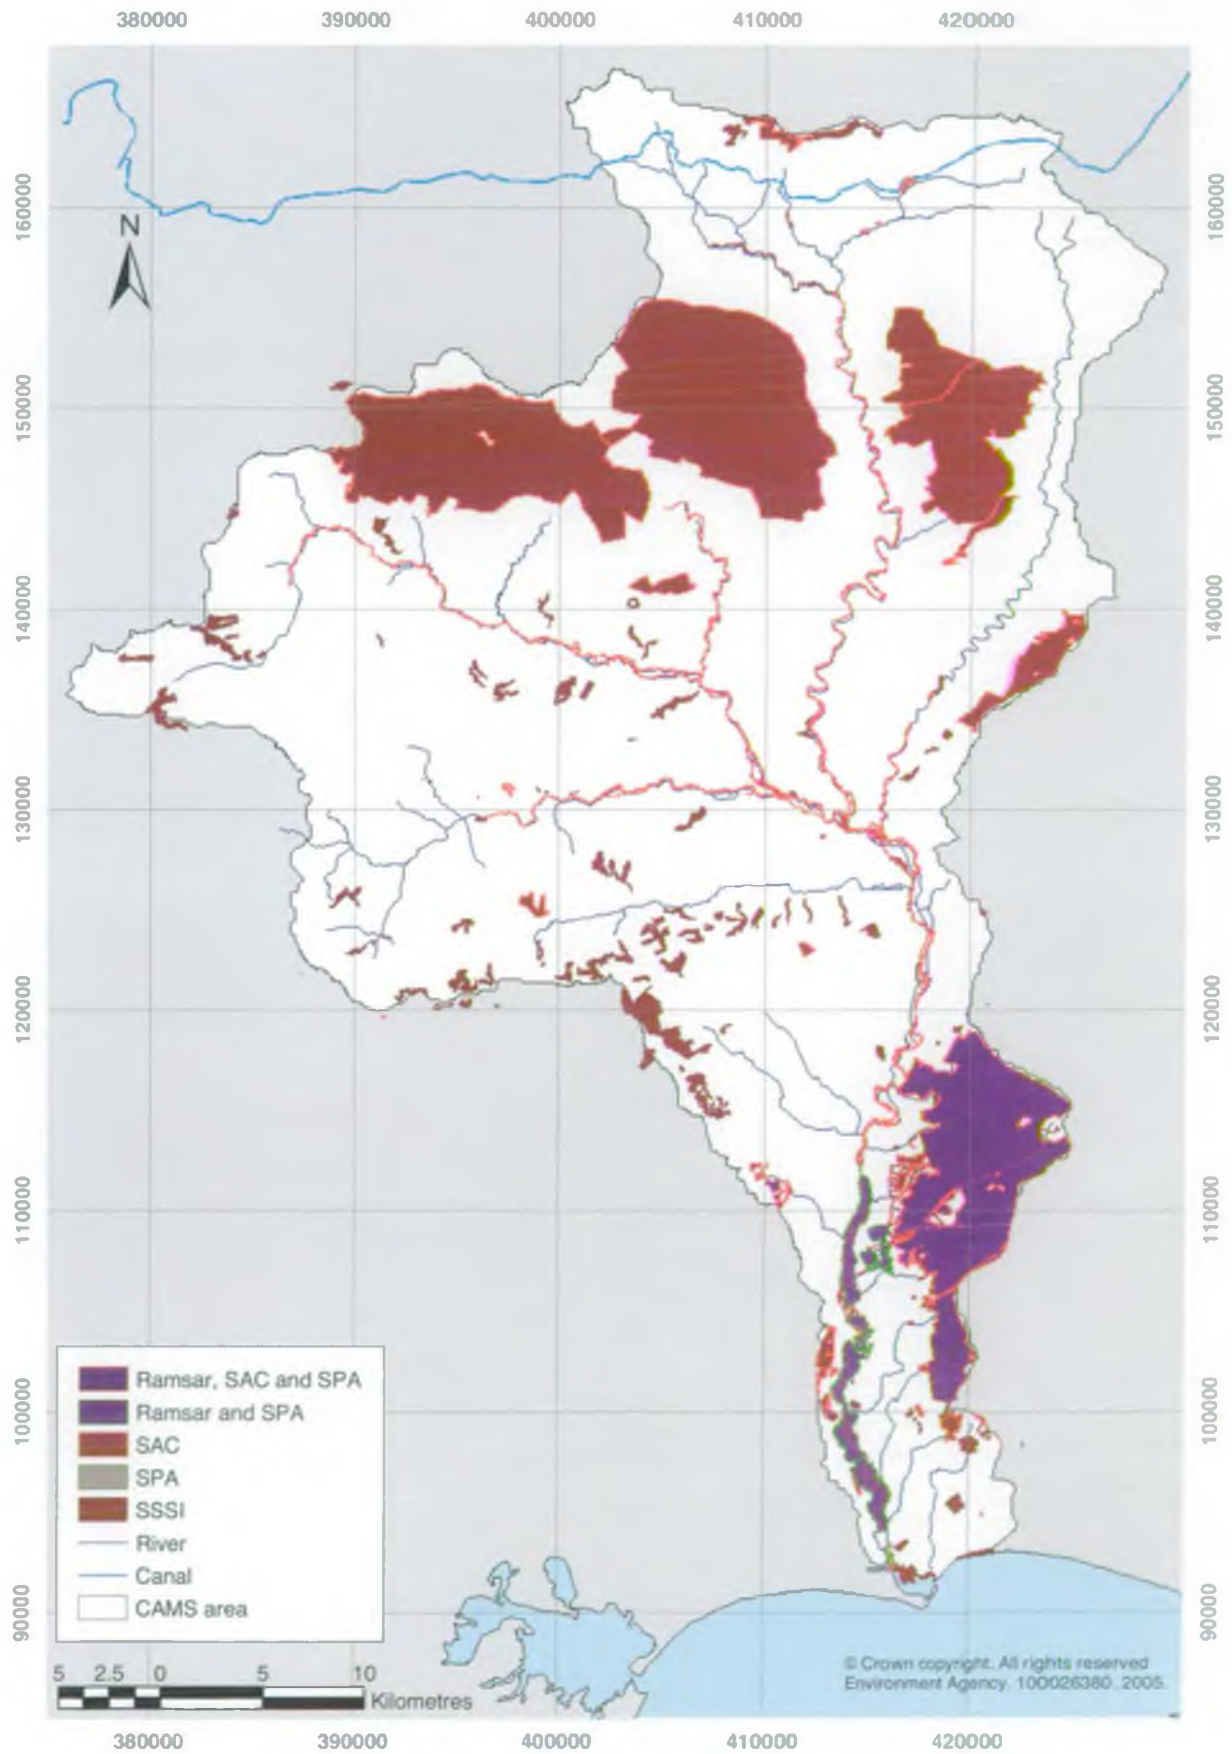 380000 390000 400000 410000 420000
160000 160000
N
150000 150000
140000 140000
130000 130000
120000 120000
110000 110000
Ramsar, SAC and SPA
Ramsar and SPA
100000 100000
SAC
SPA
SSSI
River
Canal
CAMS area
90000 90000
5 2.5 0 5 10
Kilometres
© Crown copyright. All rights reserved
Environment Agency. 100026380. 2005.
380000 390000 400000 410000 420000